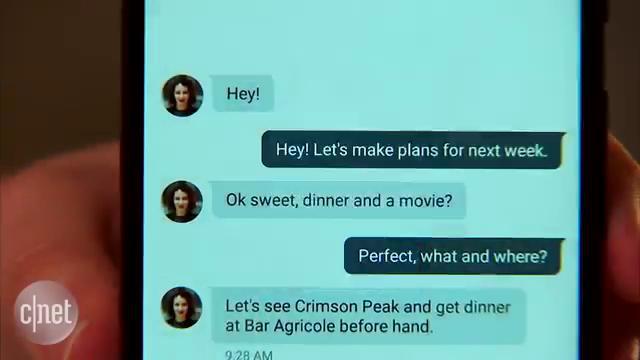 Hey!
Hey! Let's make plans for next week.
Ok sweet, dinner and a movie?
Perfect, what and where?
Let's see Crimson Peak and get dinner
at Bar Agricole before hand.
9:28 AM
c|net